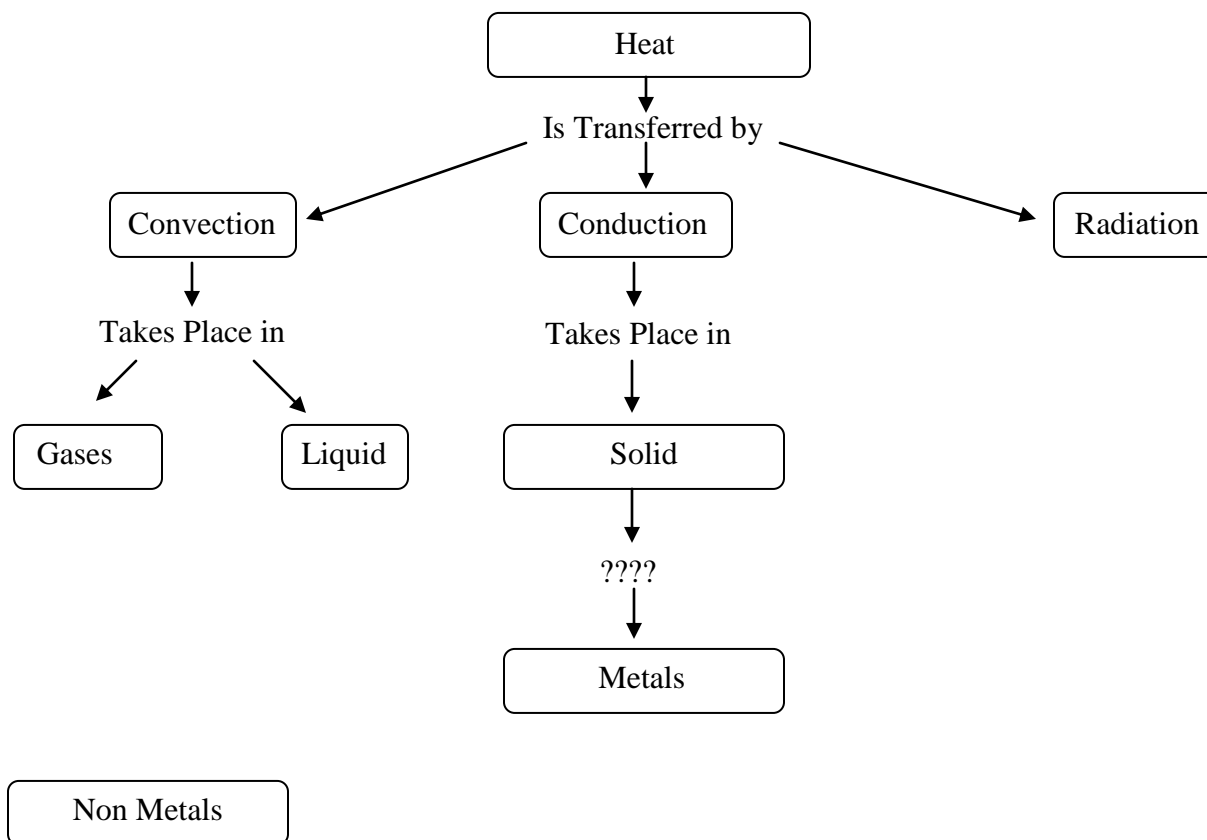 Heat
Is Transferred by
Convection
Conduction
Radiation
Takes Place in
Takes Place in
Gases
Liquid
Solid
????
Metals
Non Metals